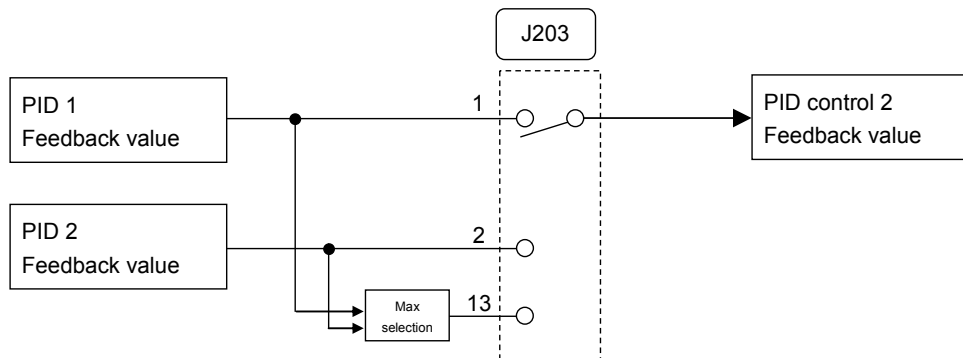 J203
PID 1
Feedback value
1
PID control 2
Feedback value
PID 2
Feedback value
2
Max
selection
13